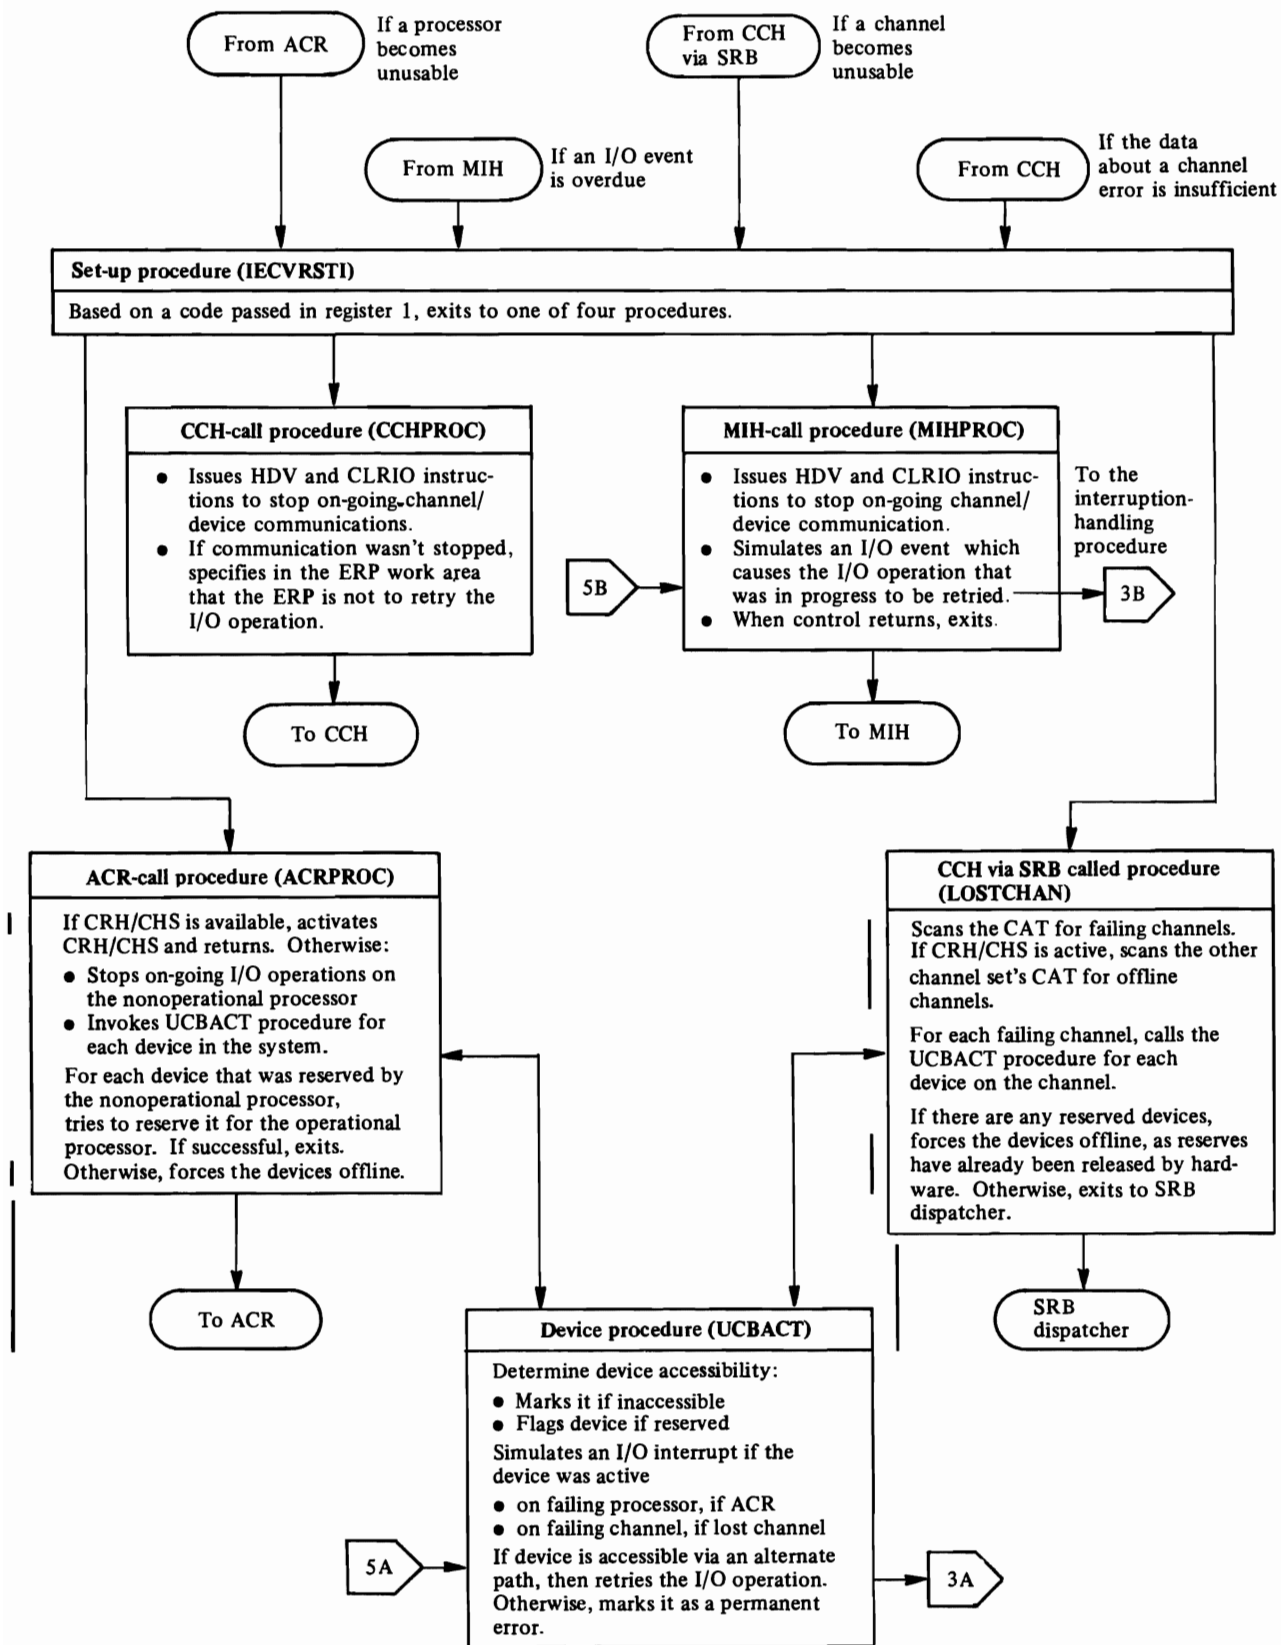 From ACR
If a processor
becomes
unusable
From CCH
via SRB
If a channel
becomes
unusable
From MIH
If an I/O event
is overdue
From CCH
If the data
about a channel
error is insufficient
Set-up procedure (IECVRSTI)
Based on a code passed in register 1, exits to one of four procedures.
CCH-call procedure (CCHPROC)
● Issues HDV and CLRIO instruc-
tions to stop on-going channel/
device communications.
● If communication wasn't stopped,
specifies in the ERP work area
that the ERP is not to retry the
I/O operation.
To CCH
MIH-call procedure (MIHPROC)
● Issues HDV and CLRIO instruc-
tions to stop on-going channel/
device communication.
● Simulates an I/O event which
causes the I/O operation that
was in progress to be retried.
● When control returns, exits.
5B
To the
interruption-
handling
procedure
3B
To MIH
ACR-call procedure (ACRPROC)
If CRH/CHS is available, activates
CRH/CHS and returns. Otherwise:
● Stops on-going I/O operations on
the nonoperational processor
● Invokes UCBACT procedure for
each device in the system.
For each device that was reserved by
the nonoperational processor,
tries to reserve it for the operational
processor. If successful, exits.
Otherwise, forces the devices offline.
To ACR
CCH via SRB called procedure
(LOSTCHAN)
Scans the CAT for failing channels.
If CRH/CHS is active, scans the other
channel set's CAT for offline
channels.
For each failing channel, calls the
UCBACT procedure for each
device on the channel.
If there are any reserved devices,
forces the devices offline, as reserves
have already been released by hard-
ware. Otherwise, exits to SRB
dispatcher.
SRB
dispatcher
Device procedure (UCBACT)
Determine device accessibility:
● Marks it if inaccessible
● Flags device if reserved
Simulates an I/O interrupt if the
device was active
● on failing processor, if ACR
● on failing channel, if lost channel
If device is accessible via an alternate
path, then retries the I/O operation.
Otherwise, marks it as a permanent
error.
5A
3A